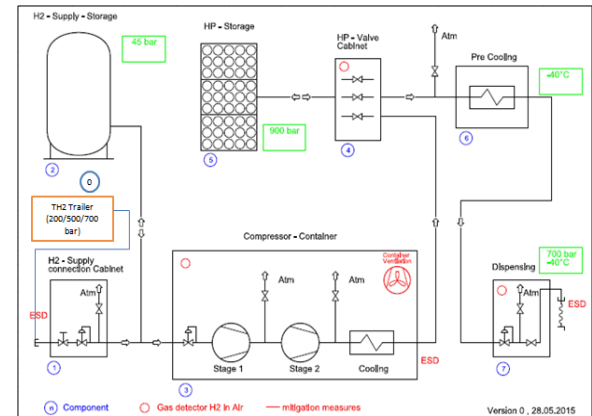 H2 - Supply - Storage
45 bar
2
0
TH2 Trailer
(200/500/700
bar)
H2 - Supply
connection Cabinet
Atm
ESD
1
HP - Storage
900 bar
5
HP - Valve
Cabinet
4
Atm
Pre Cooling
-40°C
6
Compressor - Container
Container
Ventilation
Atm
Atm
Stage 1
Stage 2
Cooling
ESD
3
Dispensing
700 bar
-40°C
Atm
ESD
7
n Component
Gas detector H2 in Air
mitigation measures
Version 0 , 28.05.2015